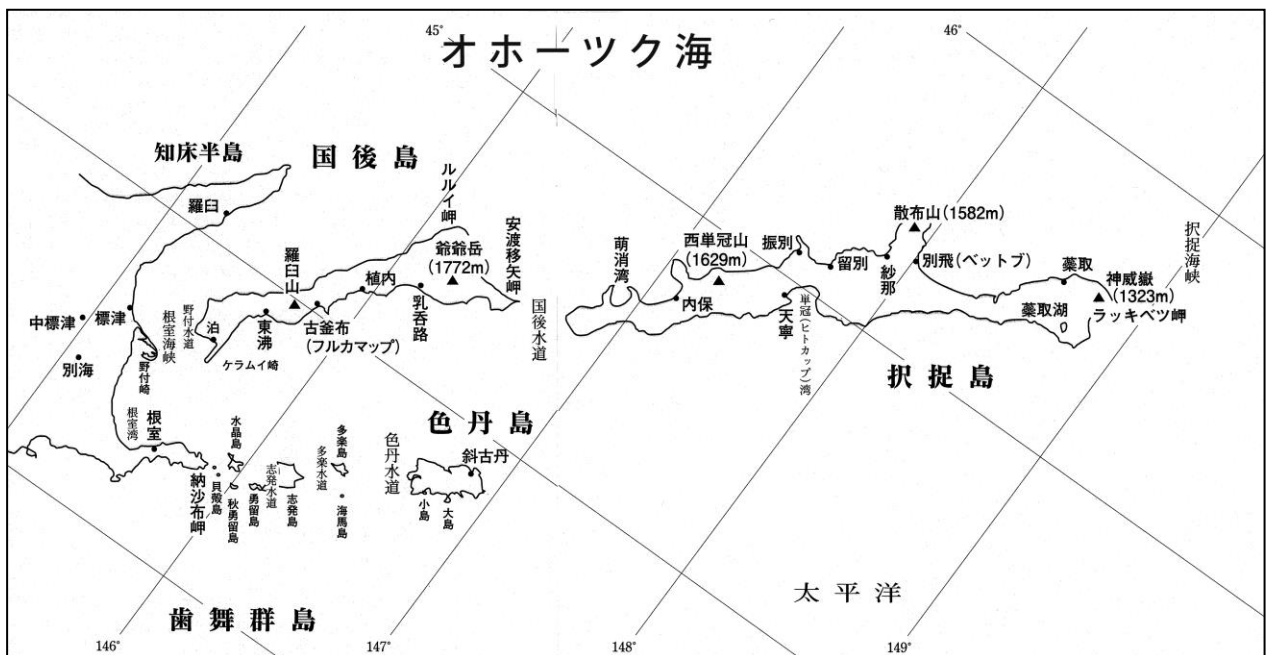 45°
46°
オホーツク海
知床半島
国後島
ルルイ岬
安渡移矢岬
羅臼
羅臼山
爺爺岳
(1772m)
植内
乳呑路
古釜布
(フルカマップ)
東沸
泊
ケラムイ崎
野付水道
根室海峡
標津
中標津
別海
野付崎
根室湾
根室
国後水道
萌消湾
西単冠山
(1629m)
内保
振別
留別
紗那
散布山(1582m)
別飛(ベットブ)
天寧
単冠(ヒトカップ)湾
蘂取
神威嶽
(1323m)
ラッキベツ岬
蘂取湖
択捉海峡
択捉島
色丹島
色丹水道
斜古丹
小島
大島
水晶島
志発水道
多楽水道
多楽島
納沙布岬
貝殻島
秋勇留島
勇留島
志発島
海馬島
歯舞群島
太平洋
146°
147°
148°
149°